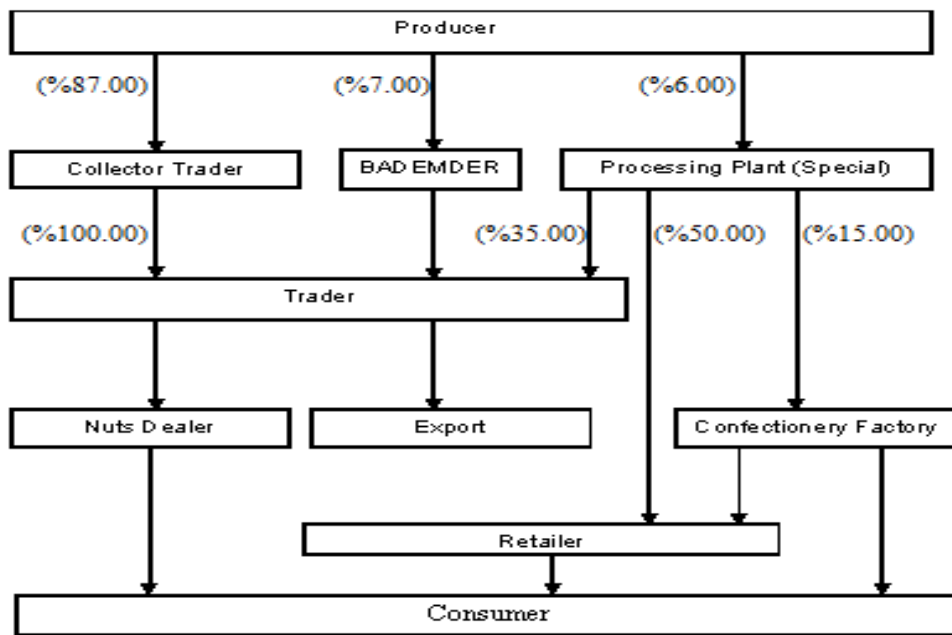 Producer
(%87.00) (%7.00) (%6.00)
Collector Trader BADEMDER Processing Plant (Special)
(%100.00) (%35.00) (%50.00) (%15.00)
Trader
Nuts Dealer Export Confectionery Factory
Retailer
Consumer